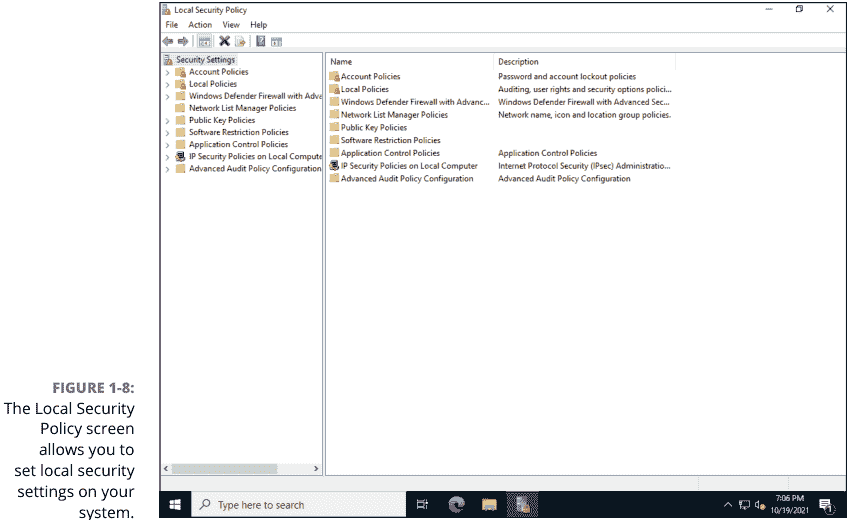 Local Security Policy
File Action View Help
Security Settings
Account Policies
Local Policies
Windows Defender Firewall with Adva
Network List Manager Policies
Public Key Policies
Software Restriction Policies
Application Control Policies
IP Security Policies on Local Compute
Advanced Audit Policy Configuration
Name Description
Account Policies Password and account lockout policies
Local Policies Auditing, user rights and security options polici...
Windows Defender Firewall with Advanc... Windows Defender Firewall with Advanced Sec...
Network List Manager Policies Network name, icon and location group policies.
Public Key Policies
Software Restriction Policies
Application Control Policies Application Control Policies
IP Security Policies on Local Computer Internet Protocol Security (IPsec) Administratio...
Advanced Audit Policy Configuration Advanced Audit Policy Configuration
FIGURE 1-8:
The Local Security
Policy screen
allows you to
set local security
settings on your
system.
Type here to search
7:06 PM
10/19/2021
1